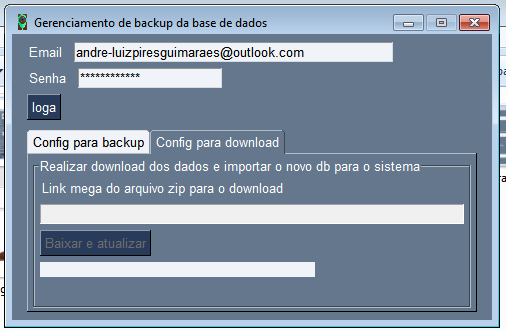 Gerenciamento de backup da base de dados
Email andre-luizpiresguimaraes@outlook.com
Senha ************
loga
Config para backup Config para download
Realizar download dos dados e importar o novo db para o sistema
Link mega do arquivo zip para o download
Baixar e atualizar